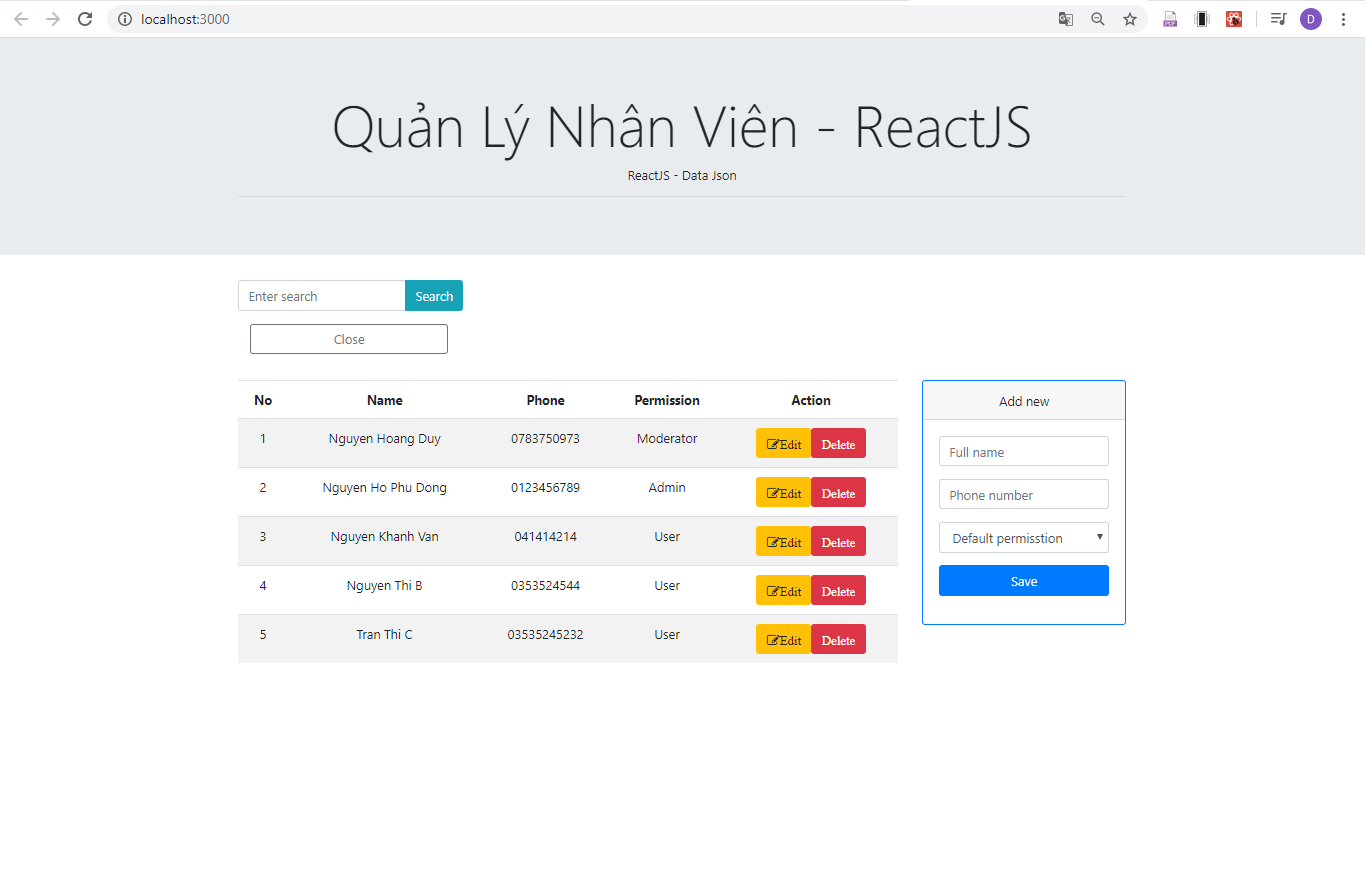 localhost:3000
PDF
D
Quản Lý Nhân Viên - ReactJS
ReactJS - Data Json
Enter search Search
Close
No Name Phone Permission Action
1 Nguyen Hoang Duy 0783750973 Moderator Edit Delete
2 Nguyen Ho Phu Dong 0123456789 Admin Edit Delete
3 Nguyen Khanh Van 041414214 User Edit Delete
4 Nguyen Thi B 0353524544 User Edit Delete
5 Tran Thi C 03535245232 User Edit Delete
Add new
Full name
Phone number
Default permisstion
Save